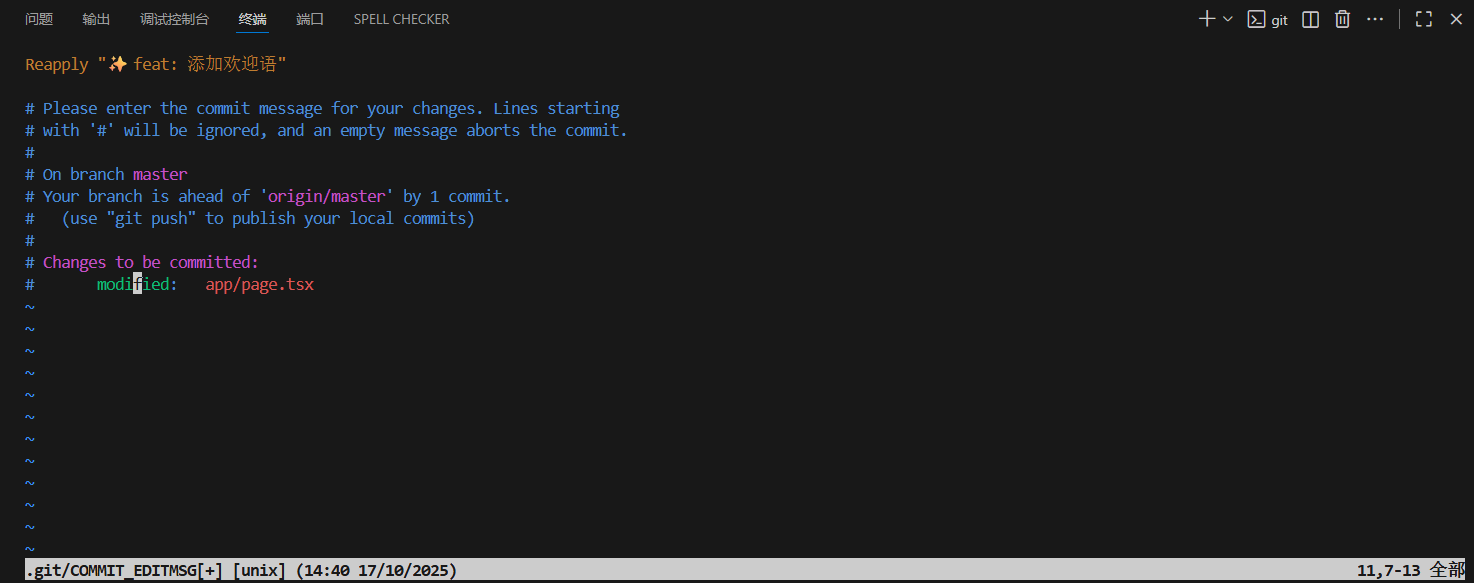 问题 输出 调试控制台 终端 端口 SPELL CHECKER git
Reapply "✨ feat: 添加欢迎语"
# Please enter the commit message for your changes. Lines starting
# with '#' will be ignored, and an empty message aborts the commit.
#
# On branch master
# Your branch is ahead of 'origin/master' by 1 commit.
#   (use "git push" to publish your local commits)
#
# Changes to be committed:
#       modified:   app/page.tsx
~
~
~
~
~
~
~
~
~
~
~
~
.git/COMMIT_EDITMSG[+] [unix] (14:40 17/10/2025) 11,7-13 全部